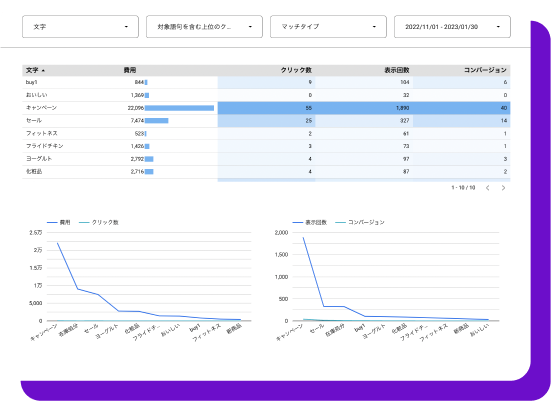 文字
対象語句を含む上位のク...
マッチタイプ
2022/11/01 - 2023/01/30
文字 費用 クリック数 表示回数 コンバージョン
buy1 844 9 104 6
おいしい 1,369 0 32 0
キャンペーン 22,096 55 1,890 40
セール 7,474 25 327 14
フィットネス 523 2 61 1
フライドチキン 1,426 3 73 1
ヨーグルト 2,792 4 97 3
化粧品 2,716 4 87 2
1 - 10 / 10
費用 クリック数
2.5万
2万
1.5万
1万
5,000
0
キャンペーン 在庫処分 セール ヨーグルト 化粧品 フライドチ... おいしい buy1 フィットネス 新商品
表示回数 コンバージョン
2,000
1,500
1,000
500
0
キャンペーン セール 在庫処分 buy1 ヨーグルト 化粧品 フライドチ... フィットネス 新商品 おいしい